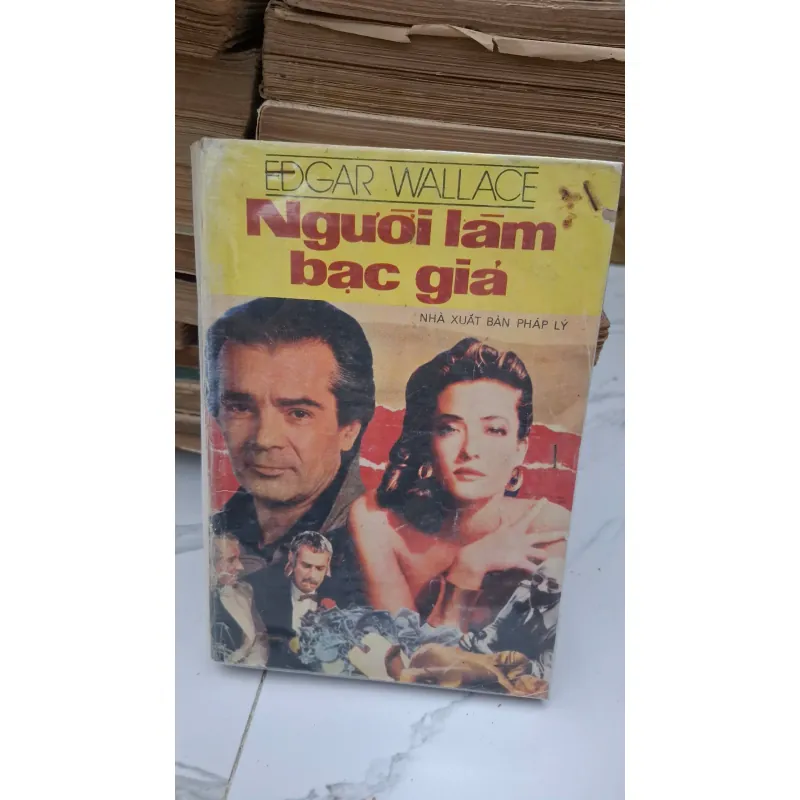 EDGAR WALLACE
Người làm
bạc giả
NHÀ XUẤT BẢN PHÁP LÝ